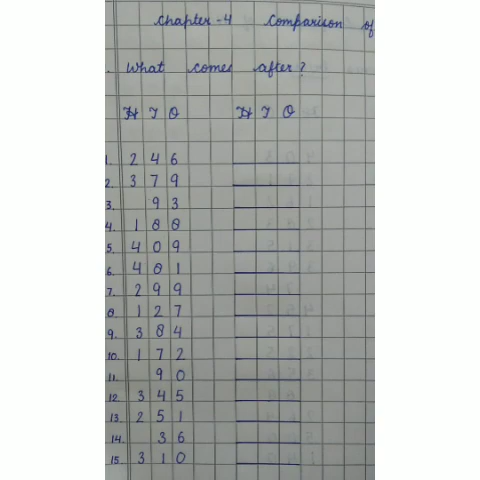 Chapter -4 Comparison of
. What comes after?
H T O H T O
1. 2 4 6
2. 3 7 9
3. 9 3
4. 1 8 8
5. 4 0 9
6. 4 8 1
7. 2 9 9
8. 1 2 7
9. 3 8 4
10. 1 7 2
11. 9 0
12. 3 4 5
13. 2 5 1
14. 3 6
15. 3 1 0